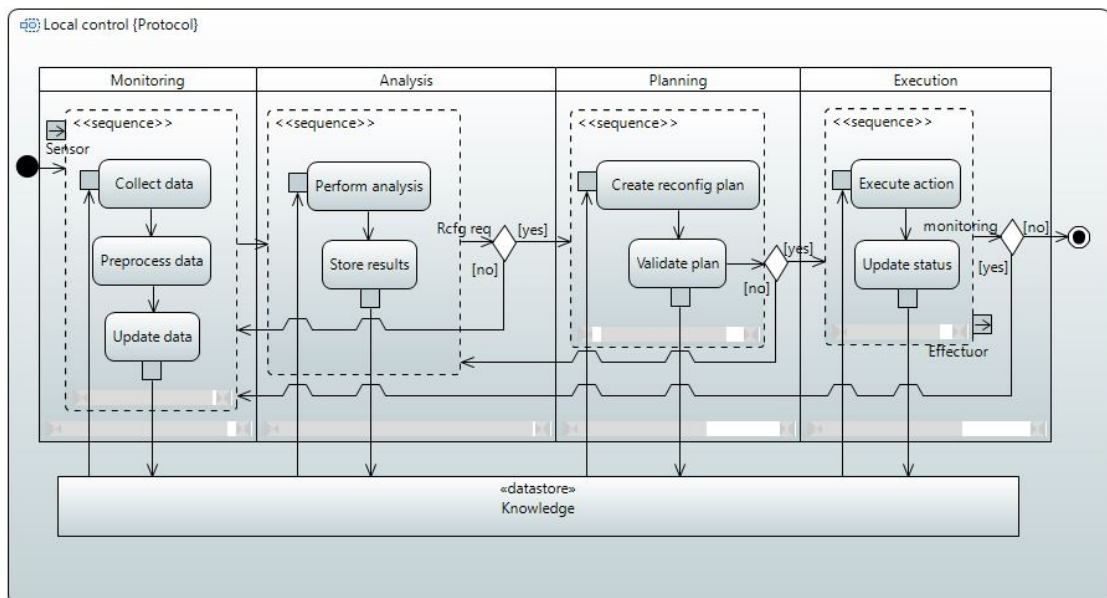 Local control {Protocol}
Monitoring
Analysis
Planning
Execution
<<sequence>>
<<sequence>>
<<sequence>>
<<sequence>>
Sensor
Collect data
Perform analysis
Create reconfig plan
Execute action
Rcfg req
[yes]
monitoring
[no]
Preprocess data
Store results
[no]
Validate plan
[yes]
[no]
Update status
[yes]
Update data
Effectuor
«datastore»
Knowledge